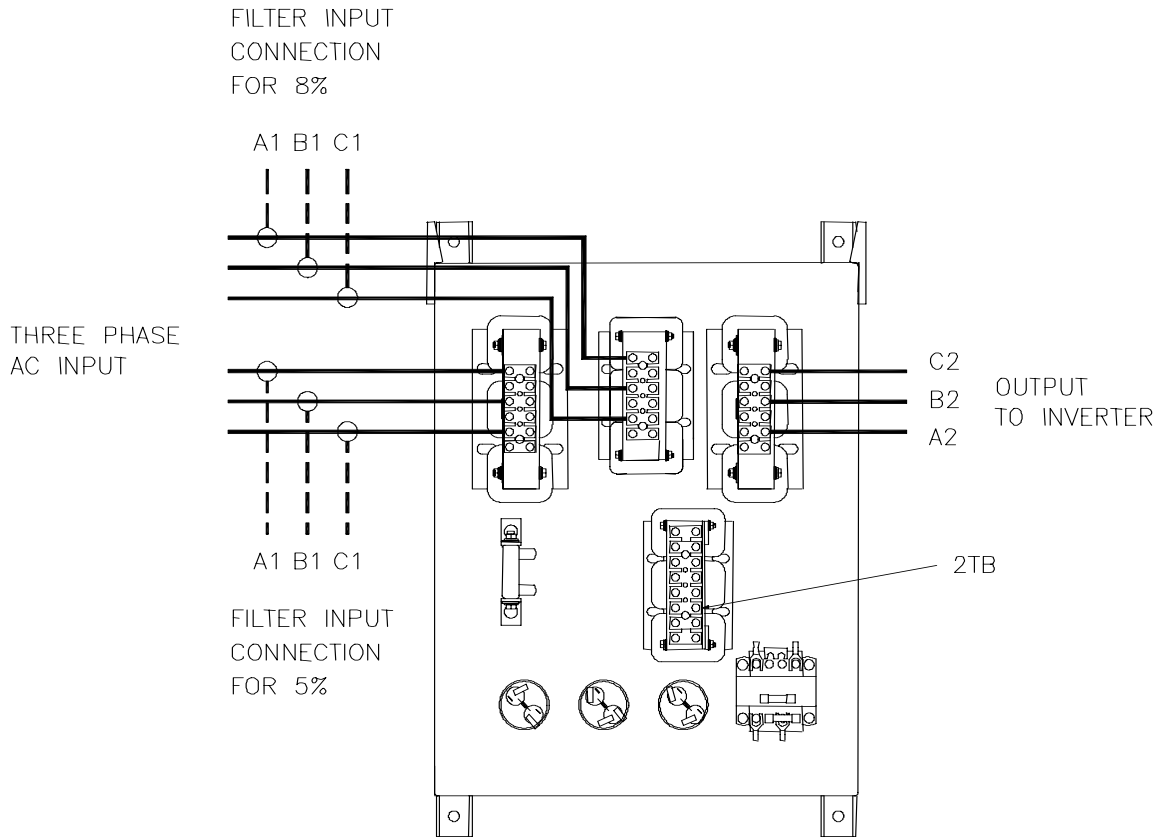 FILTER INPUT
CONNECTION
FOR 8%
A1 B1 C1
THREE PHASE
AC INPUT
C2
B2
A2
OUTPUT
TO INVERTER
A1 B1 C1
2TB
FILTER INPUT
CONNECTION
FOR 5%